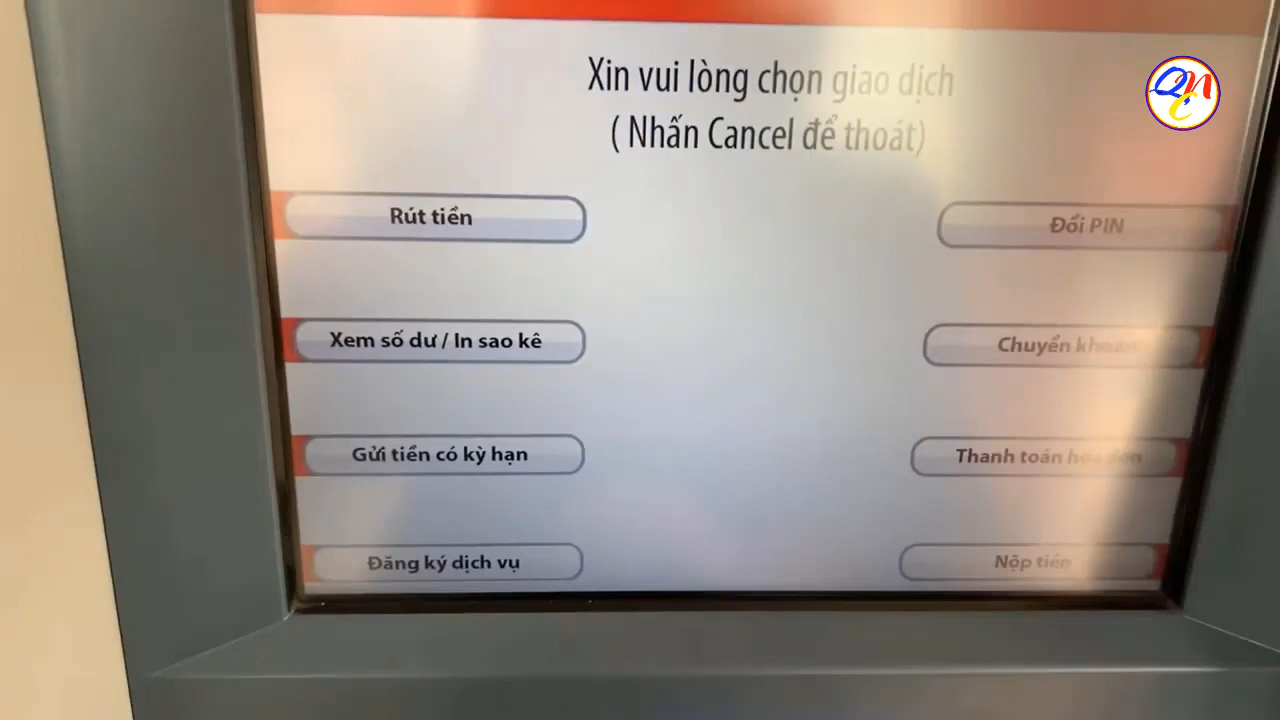 Xin vui lòng chọn giao dịch
( Nhấn Cancel để thoát)
Rút tiền
Đổi PIN
Xem số dư / In sao kê
Chuyển khoản
Gửi tiền có kỳ hạn
Thanh toán hóa đơn
Đăng ký dịch vụ
Nộp tiền
QNC